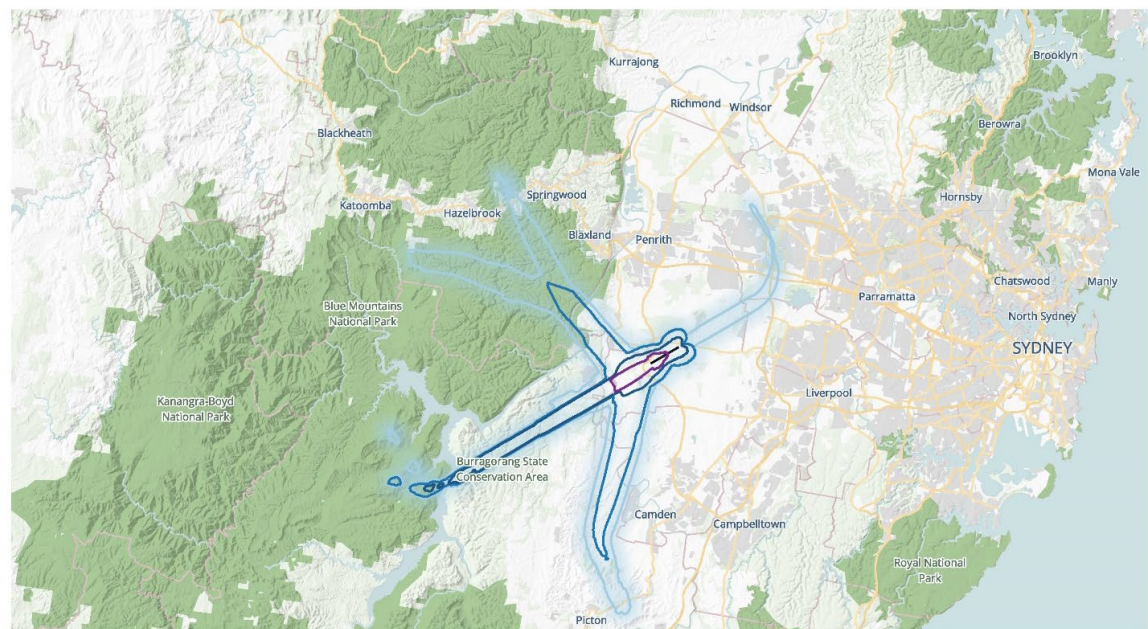 Brooklyn
Kurrajong
Richmond
Windsor
Berowra
Blackheath
Mona Vale
Springwood
Hornsby
Katoomba
Hazelbrook
Blaxland
Penrith
Chatswood
Manly
Parramatta
Blue Mountains
National Park
North Sydney
SYDNEY
Liverpool
Kanangra-Boyd
National Park
Burragorang State
Conservation Area
Camden
Campbelltown
Royal National
Park
Picton